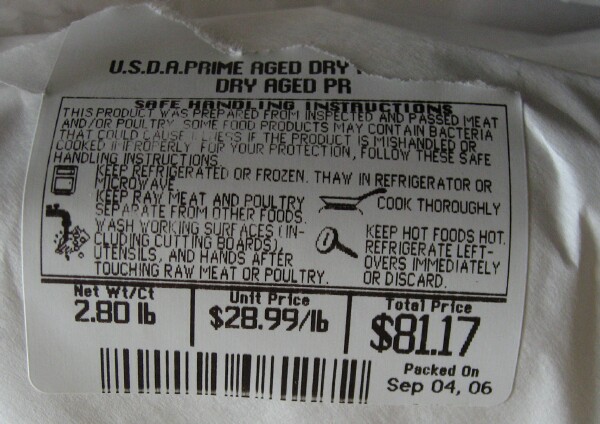 U.S.D.A. PRIME AGED DRY
DRY AGED PR
SAFE HANDLING INSTRUCTIONS
THIS PRODUCT WAS PREPARED FROM INSPECTED AND PASSED MEAT
AND/OR POULTRY. SOME FOOD PRODUCTS MAY CONTAIN BACTERIA
THAT COULD CAUSE ILLNESS IF THE PRODUCT IS MISHANDLED OR
COOKED IMPROPERLY. FOR YOUR PROTECTION, FOLLOW THESE SAFE
HANDLING INSTRUCTIONS.
KEEP REFRIGERATED OR FROZEN. THAW IN REFRIGERATOR OR
MICROWAVE.
KEEP RAW MEAT AND POULTRY
SEPARATE FROM OTHER FOODS.
WASH WORKING SURFACES (IN-
CLUDING CUTTING BOARDS),
UTENSILS, AND HANDS AFTER
TOUCHING RAW MEAT OR POULTRY.
COOK THOROUGHLY
KEEP HOT FOODS HOT.
REFRIGERATE LEFT-
OVERS IMMEDIATELY
OR DISCARD.
Net Wt/Ct
2.80 lb
Unit Price
$28.99/lb
Total Price
$81.17
Packed On
Sep 04, 06